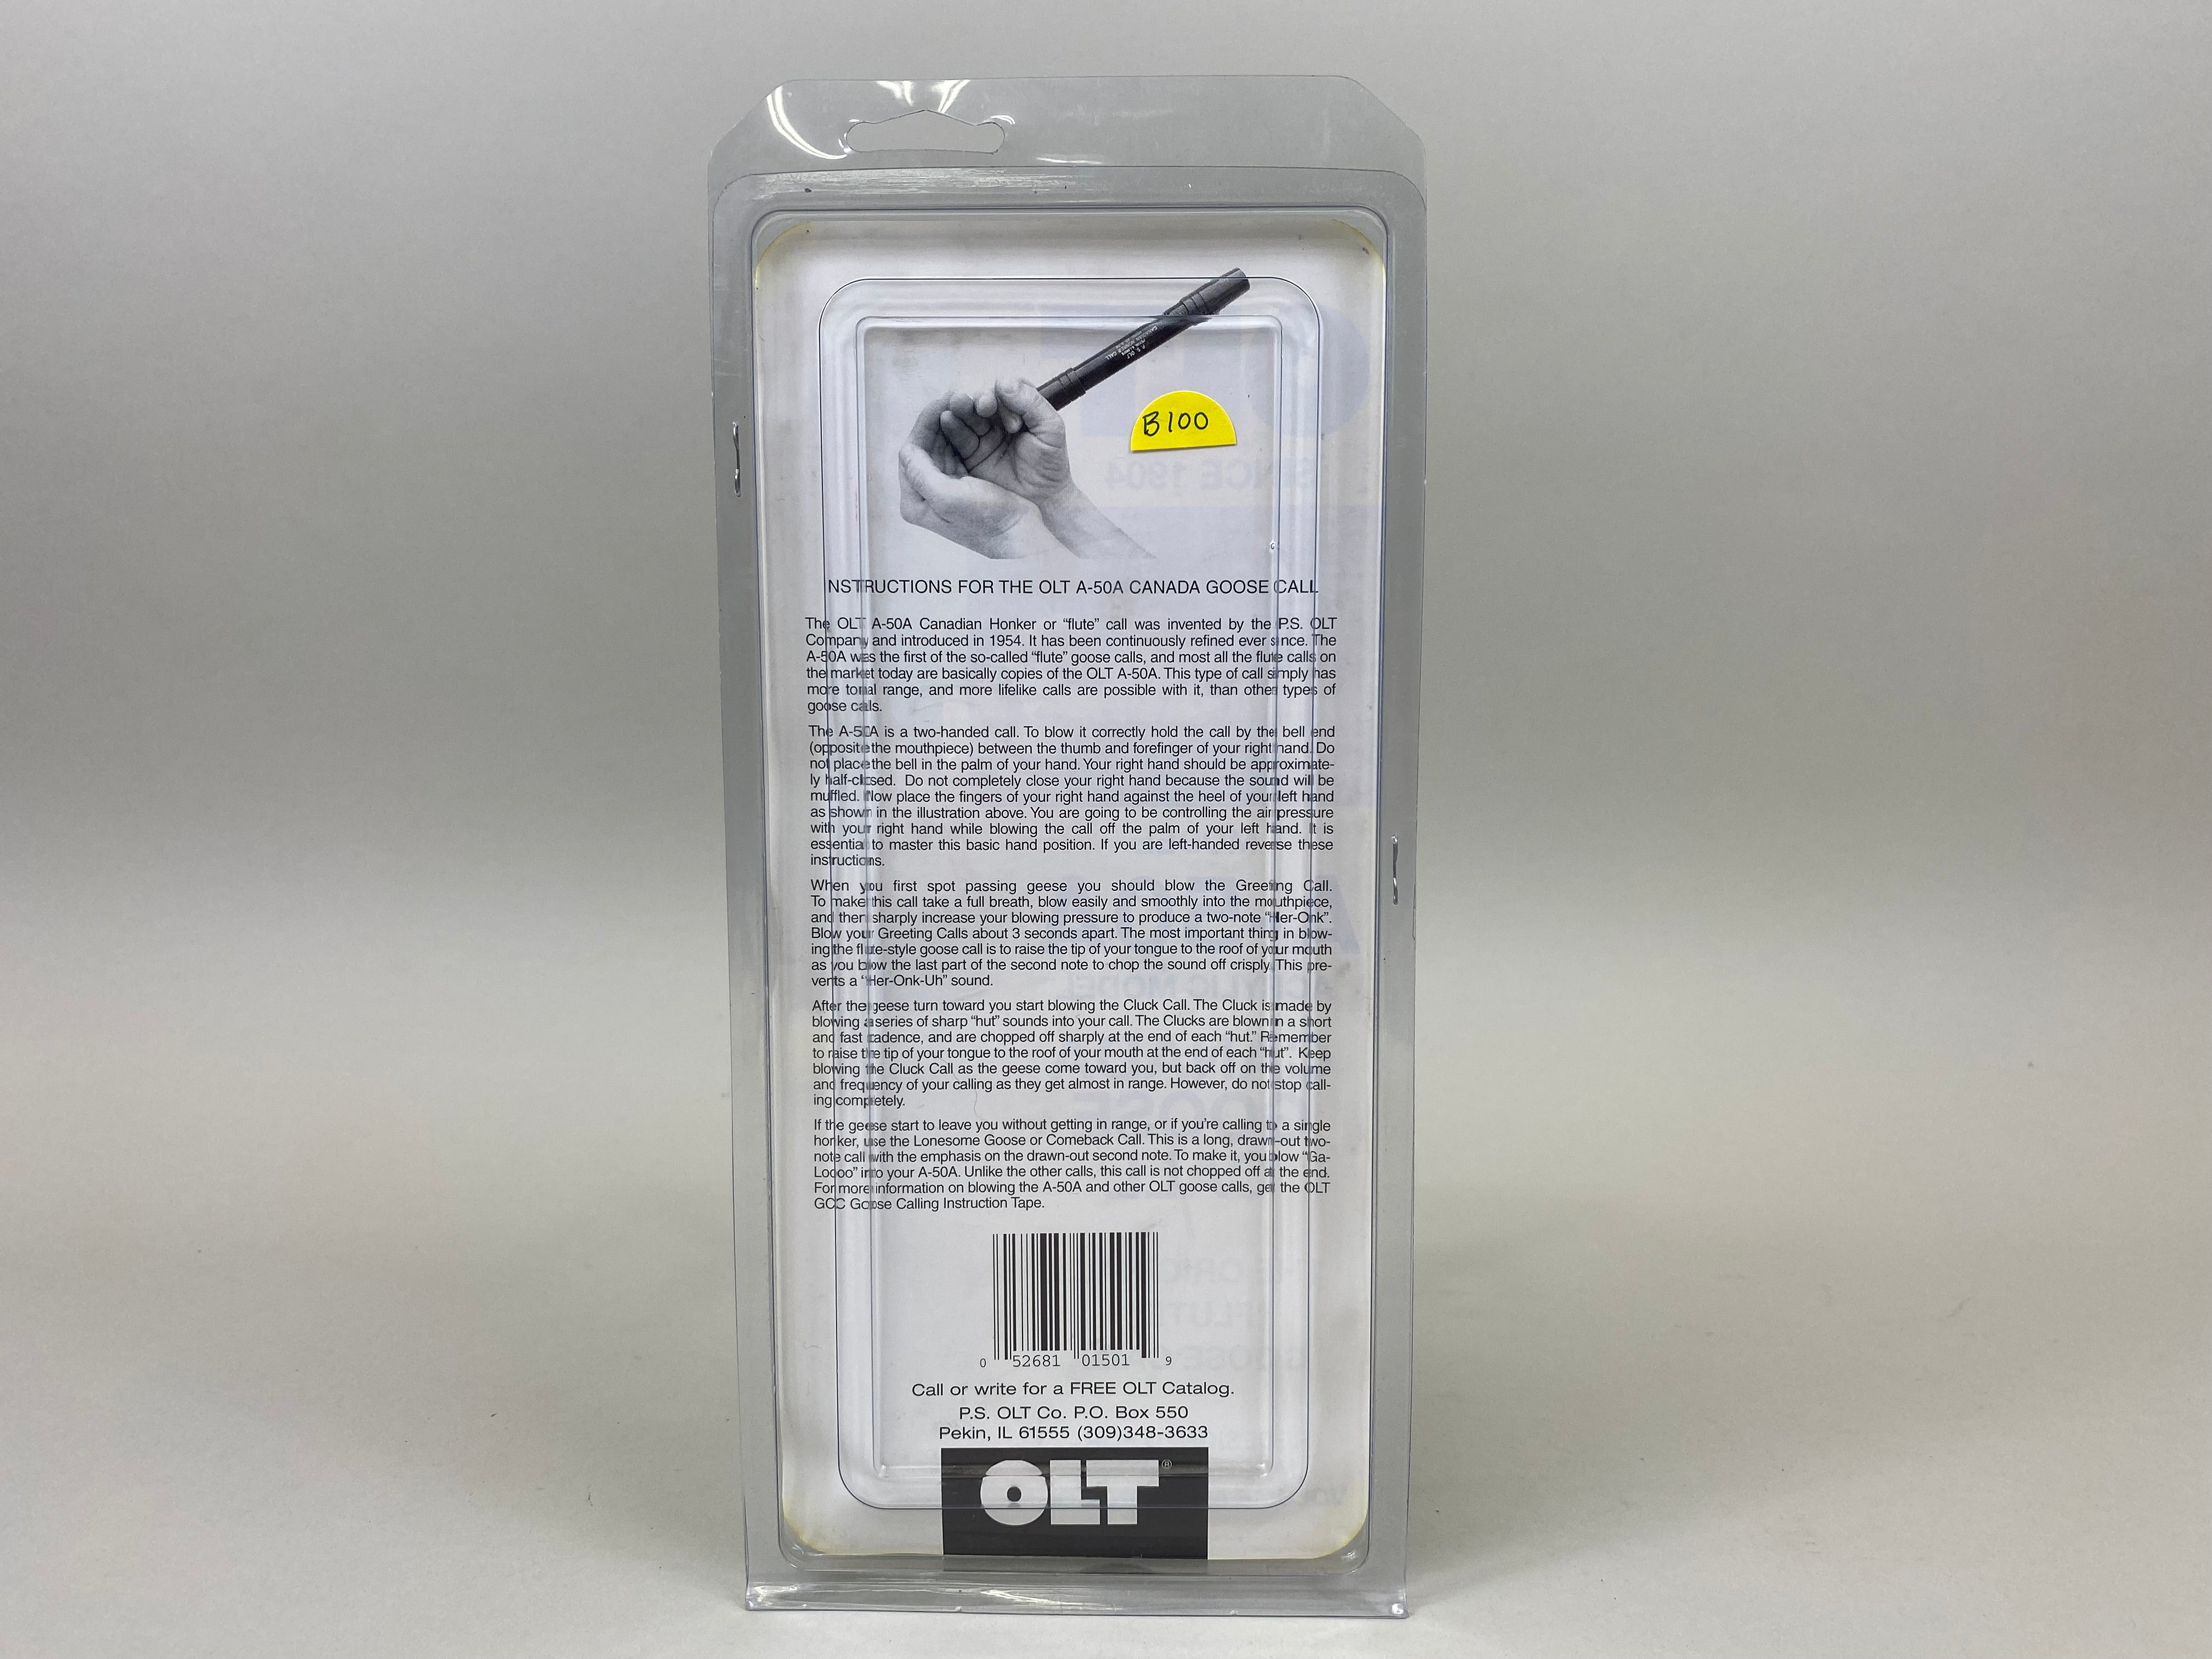 B100
INSTRUCTIONS FOR THE OLT A-50A CANADA GOOSE CALL
The OLT A-50A Canadian Honker or “flute” call was invented by the P.S. OLT
Company and introduced in 1954. It has been continuously refined ever since. The
A-50A was the first of the so-called “flute” goose calls, and most all the flute calls on
the market today are basically copies of the OLT A-50A. This type of call simply has
more tonal range, and more lifelike calls are possible with it, than other types of
goose calls.
The A-50A is a two-handed call. To blow it correctly hold the call by the bell end
(opposite the mouthpiece) between the thumb and forefinger of your right hand. Do
not place the bell in the palm of your hand. Your right hand should be approximate-
ly half-closed. Do not completely close your right hand because the sound will be
muffled. Now place the fingers of your right hand against the heel of your left hand
as shown in the illustration above. You are going to be controlling the air pressure
with your right hand while blowing the call off the palm of your left hand. It is
essential to master this basic hand position. If you are left-handed reverse these
instructions.
When you first spot passing geese you should blow the Greeting Call.
To make this call take a full breath, blow easily and smoothly into the mouthpiece,
and then sharply increase your blowing pressure to produce a two-note “Her-Onk”.
Blow your Greeting Calls about 3 seconds apart. The most important thing in blow-
ing the flute-style goose call is to raise the tip of your tongue to the roof of your mouth
as you blow the last part of the second note to chop the sound off crisply. This pre-
vents a “Her-Onk-Uh” sound.
After the geese turn toward you start blowing the Cluck Call. The Cluck is made by
blowing a series of sharp “hut” sounds into your call. The Clucks are blown in a short
and fast cadence, and are chopped off sharply at the end of each “hut.” Remember
to raise the tip of your tongue to the roof of your mouth at the end of each “hut”. Keep
blowing the Cluck Call as the geese come toward you, but back off on the volume
and frequency of your calling as they get almost in range. However, do not stop call-
ing completely.
If the geese start to leave you without getting in range, or if you’re calling to a single
honker, use the Lonesome Goose or Comeback Call. This is a long, drawn-out two-
note call with the emphasis on the drawn-out second note. To make it, you blow “Ga-
Looo” into your A-50A. Unlike the other calls, this call is not chopped off at the end.
For more information on blowing the A-50A and other OLT goose calls, get the OLT
GCC Goose Calling Instruction Tape.
0 52681 01501 9
Call or write for a FREE OLT Catalog.
P.S. OLT Co. P.O. Box 550
Pekin, IL 61555 (309)348-3633
OLT®